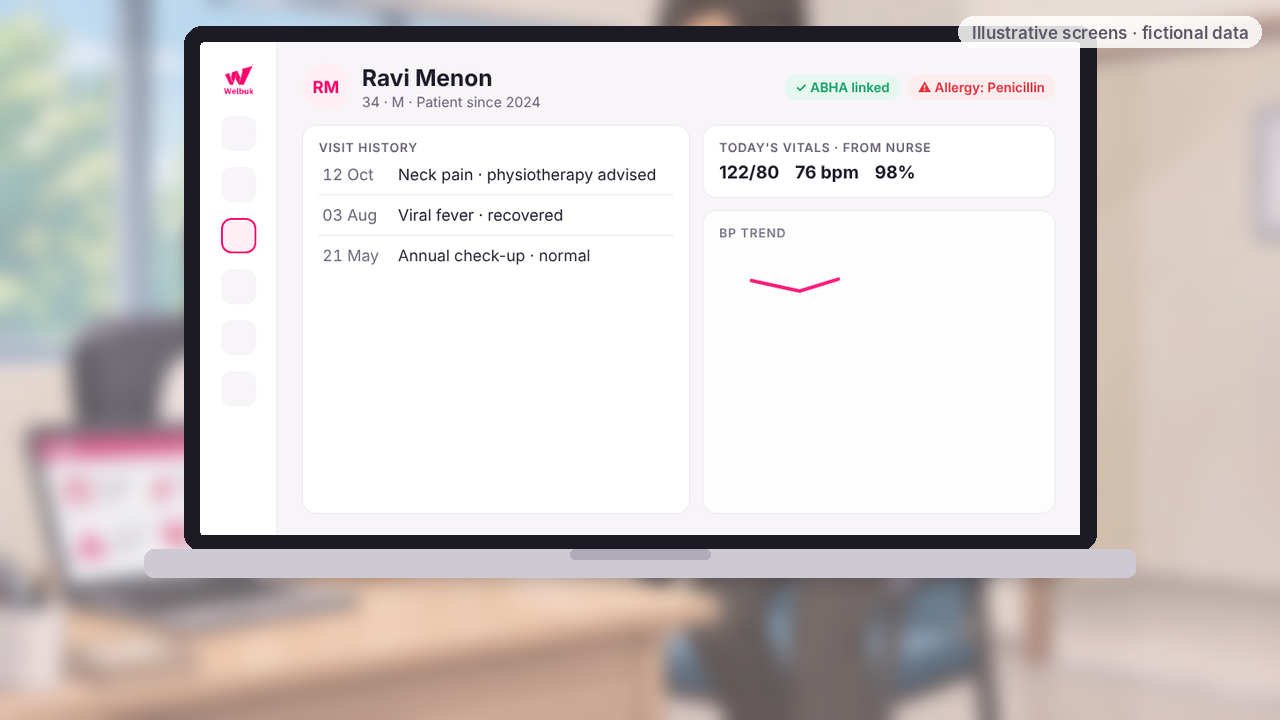 Illustrative screens · fictional data
Welbuk
RM
Ravi Menon
34 · M · Patient since 2024
✓ ABHA linked
⚠ Allergy: Penicillin
VISIT HISTORY
12 Oct Neck pain · physiotherapy advised
03 Aug Viral fever · recovered
21 May Annual check-up · normal
TODAY'S VITALS · FROM NURSE
122/80 76 bpm 98%
BP TREND